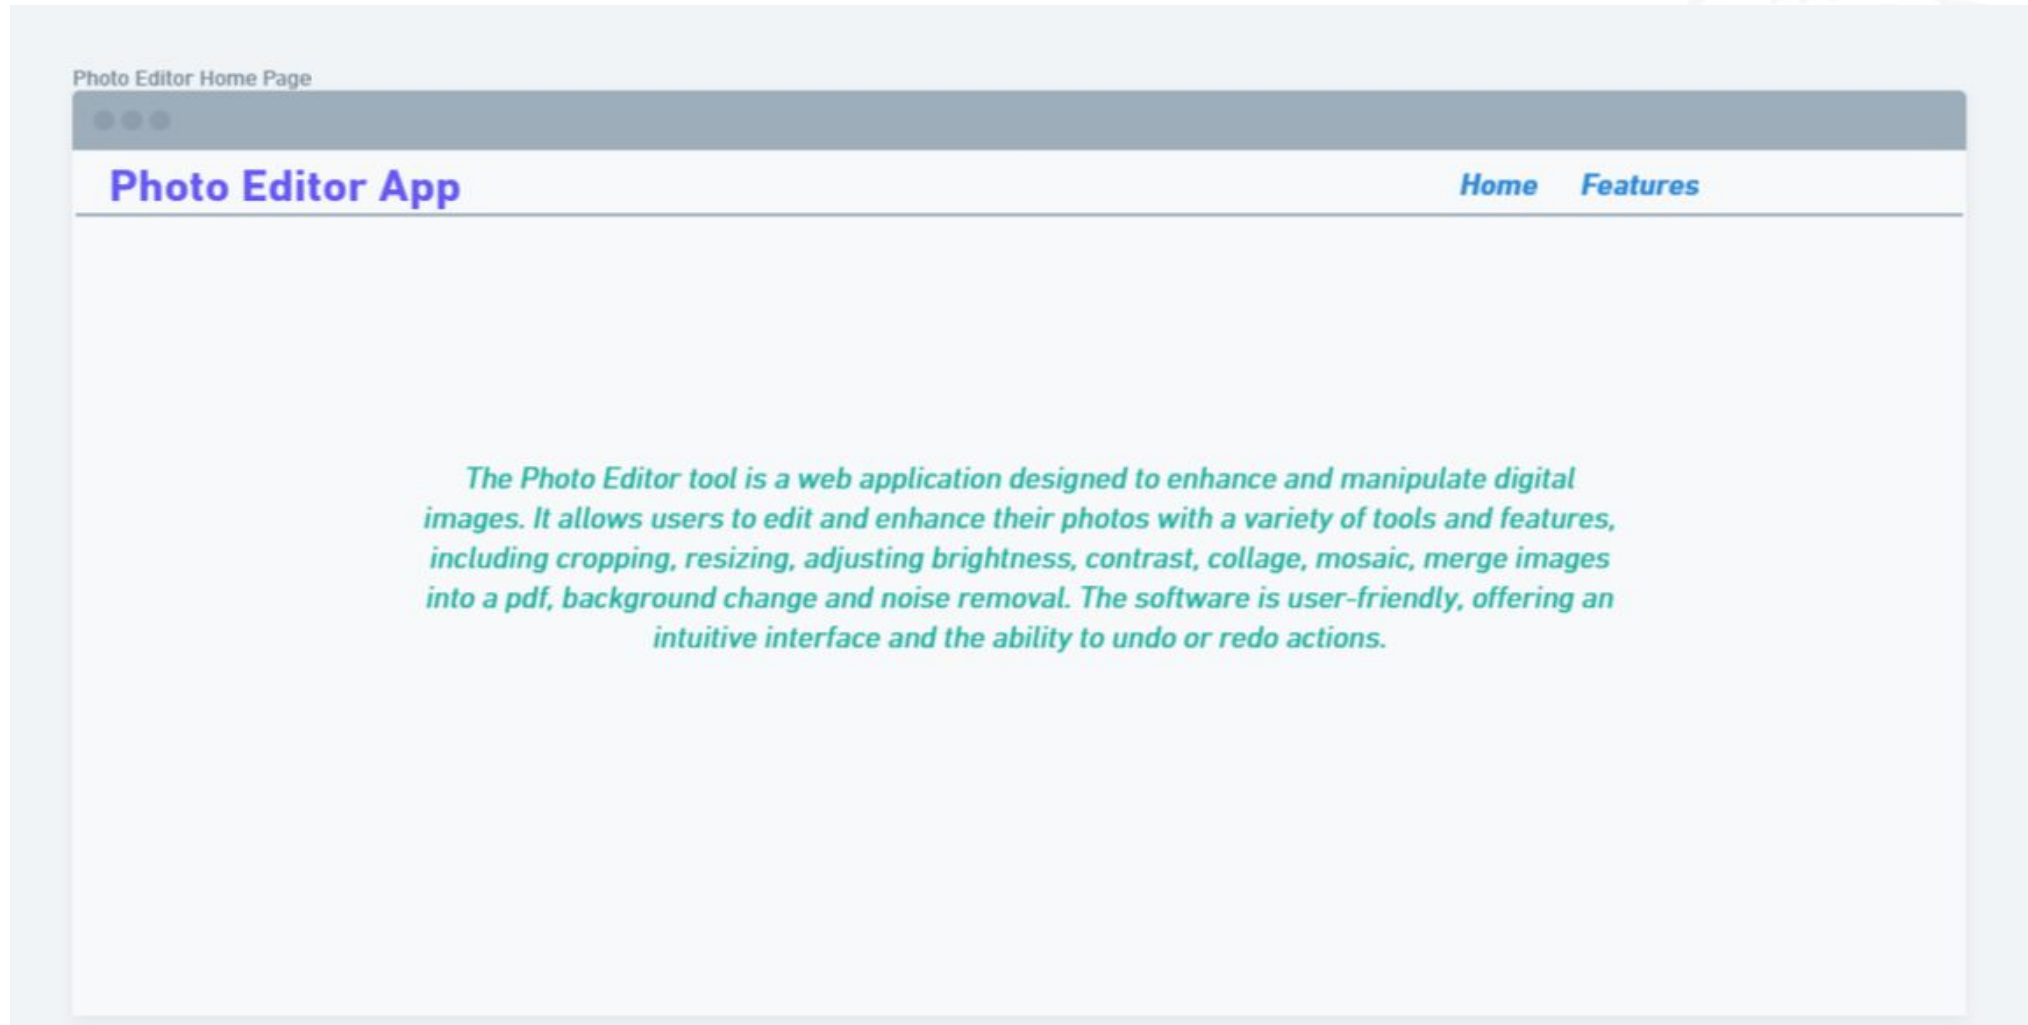 Photo Editor Home Page
Photo Editor App
Home Features
The Photo Editor tool is a web application designed to enhance and manipulate digital
images. It allows users to edit and enhance their photos with a variety of tools and features,
including cropping, resizing, adjusting brightness, contrast, collage, mosaic, merge images
into a pdf, background change and noise removal. The software is user-friendly, offering an
intuitive interface and the ability to undo or redo actions.